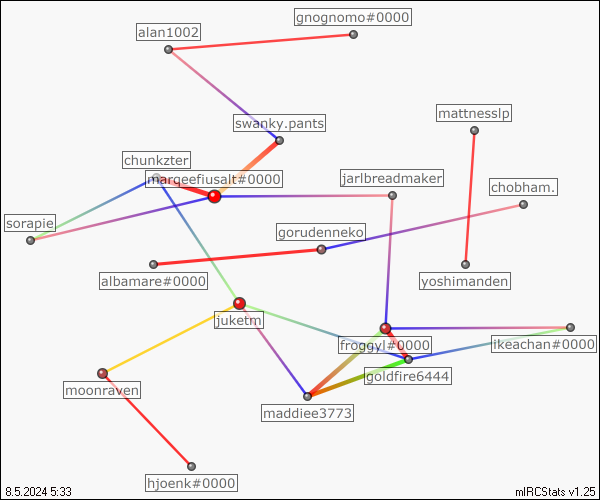 gnognomo#0000
alan1002
mattnesslp
swanky.pants
chunkzter
marqeefiusalt#0000
jarlbreadmaker
chobham.
sorapie
gorudenneko
albamare#0000
yoshimanden
juketm
froggyl#0000
ikeachan#0000
goldfire6444
moonraven
maddiee3773
hjoenk#0000
8.5.2024 5:33
mIRCStats v1.25